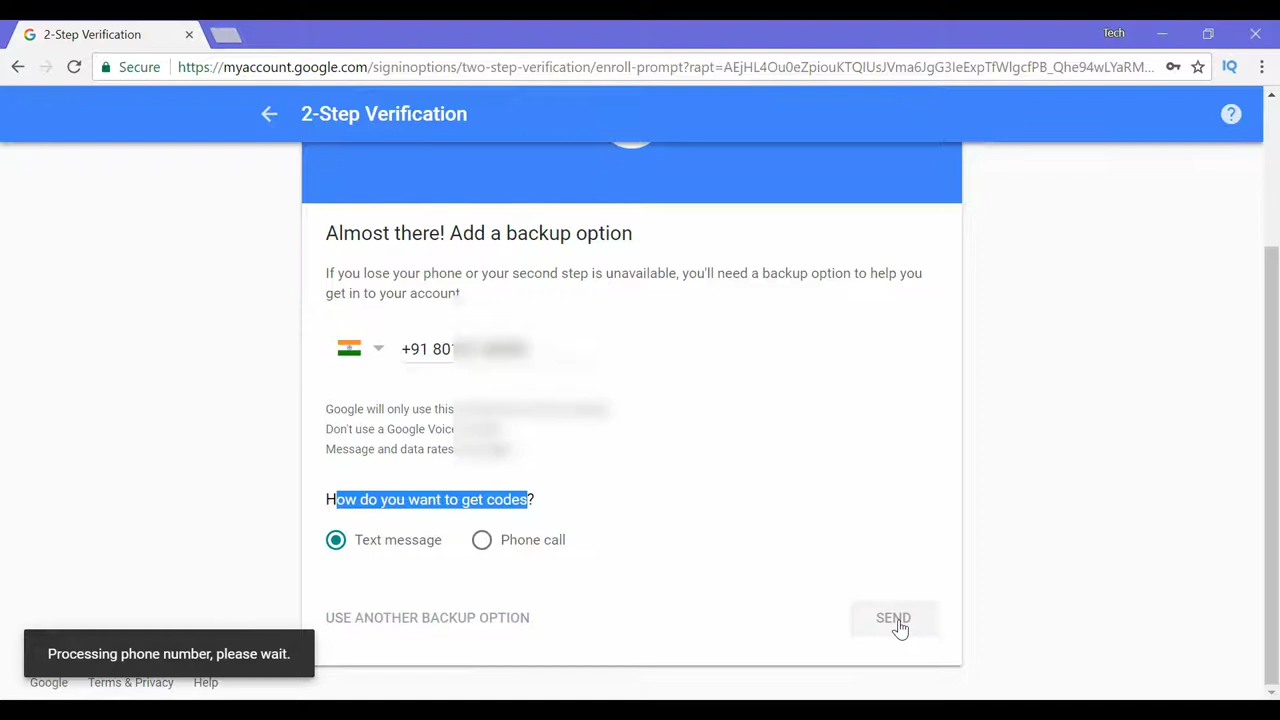 2-Step Verification
Tech
Secure
https://myaccount.google.com/signinoptions/two-step-verification/enroll-prompt?rapt=AEjHL4Ou0eZpiouKTQIUsJVma6JgG3IeExpTfWlgcfPB_Qhe94wLYaRM...
IQ
2-Step Verification
Almost there! Add a backup option
If you lose your phone or your second step is unavailable, you'll need a backup option to help you
get in to your account
+91 80
Google will only use this
Don't use a Google Voice
Message and data rates
How do you want to get codes?
Text message
Phone call
USE ANOTHER BACKUP OPTION
SEND
Processing phone number, please wait.
Google
Terms & Privacy
Help